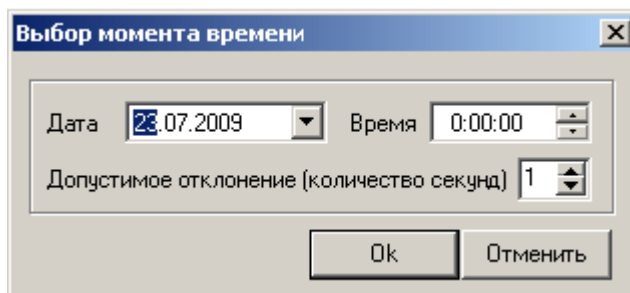 Выбор момента времени
Дата 23.07.2009 Время 0:00:00
Допустимое отклонение (количество секунд) 1
Ok Отменить